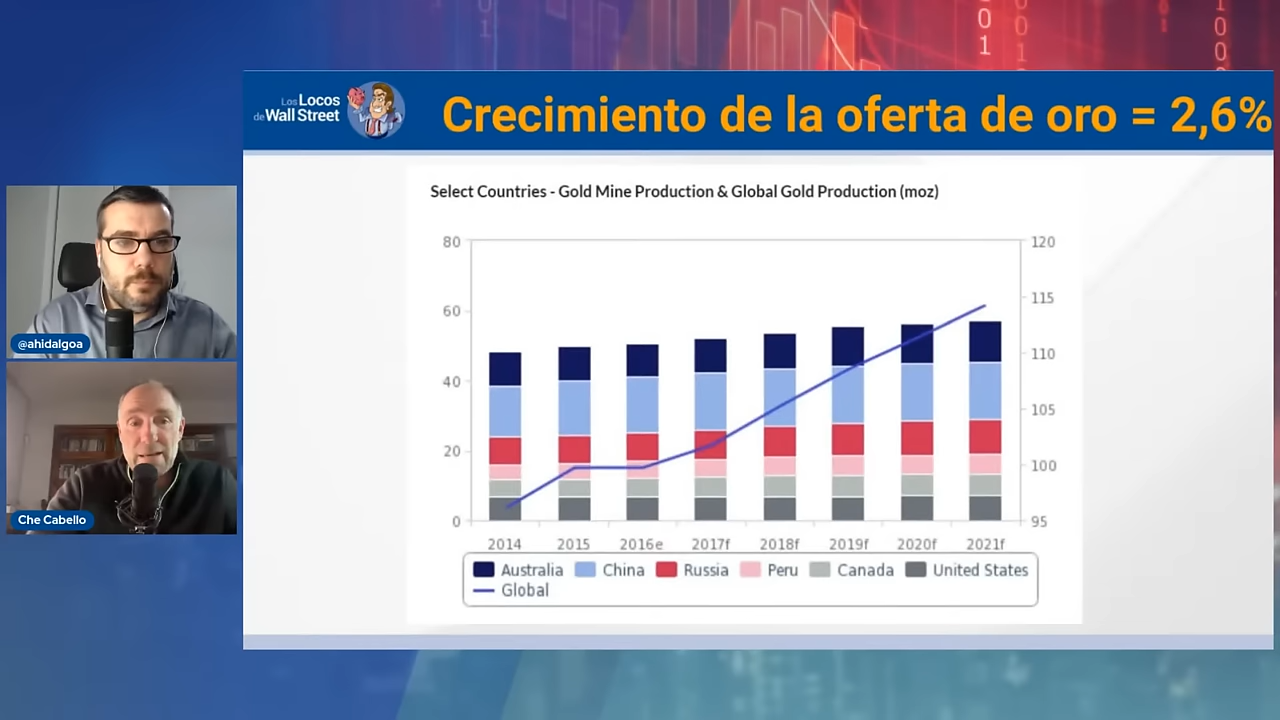 Los Locos
de Wall Street
Crecimiento de la oferta de oro = 2,6%
Select Countries - Gold Mine Production & Global Gold Production (moz)
80
60
40
20
0
120
115
110
105
100
95
2014 2015 2016e 2017f 2018f 2019f 2020f 2021f
Australia China Russia Peru Canada United States
Global
@ahidalgoa
Che Cabello